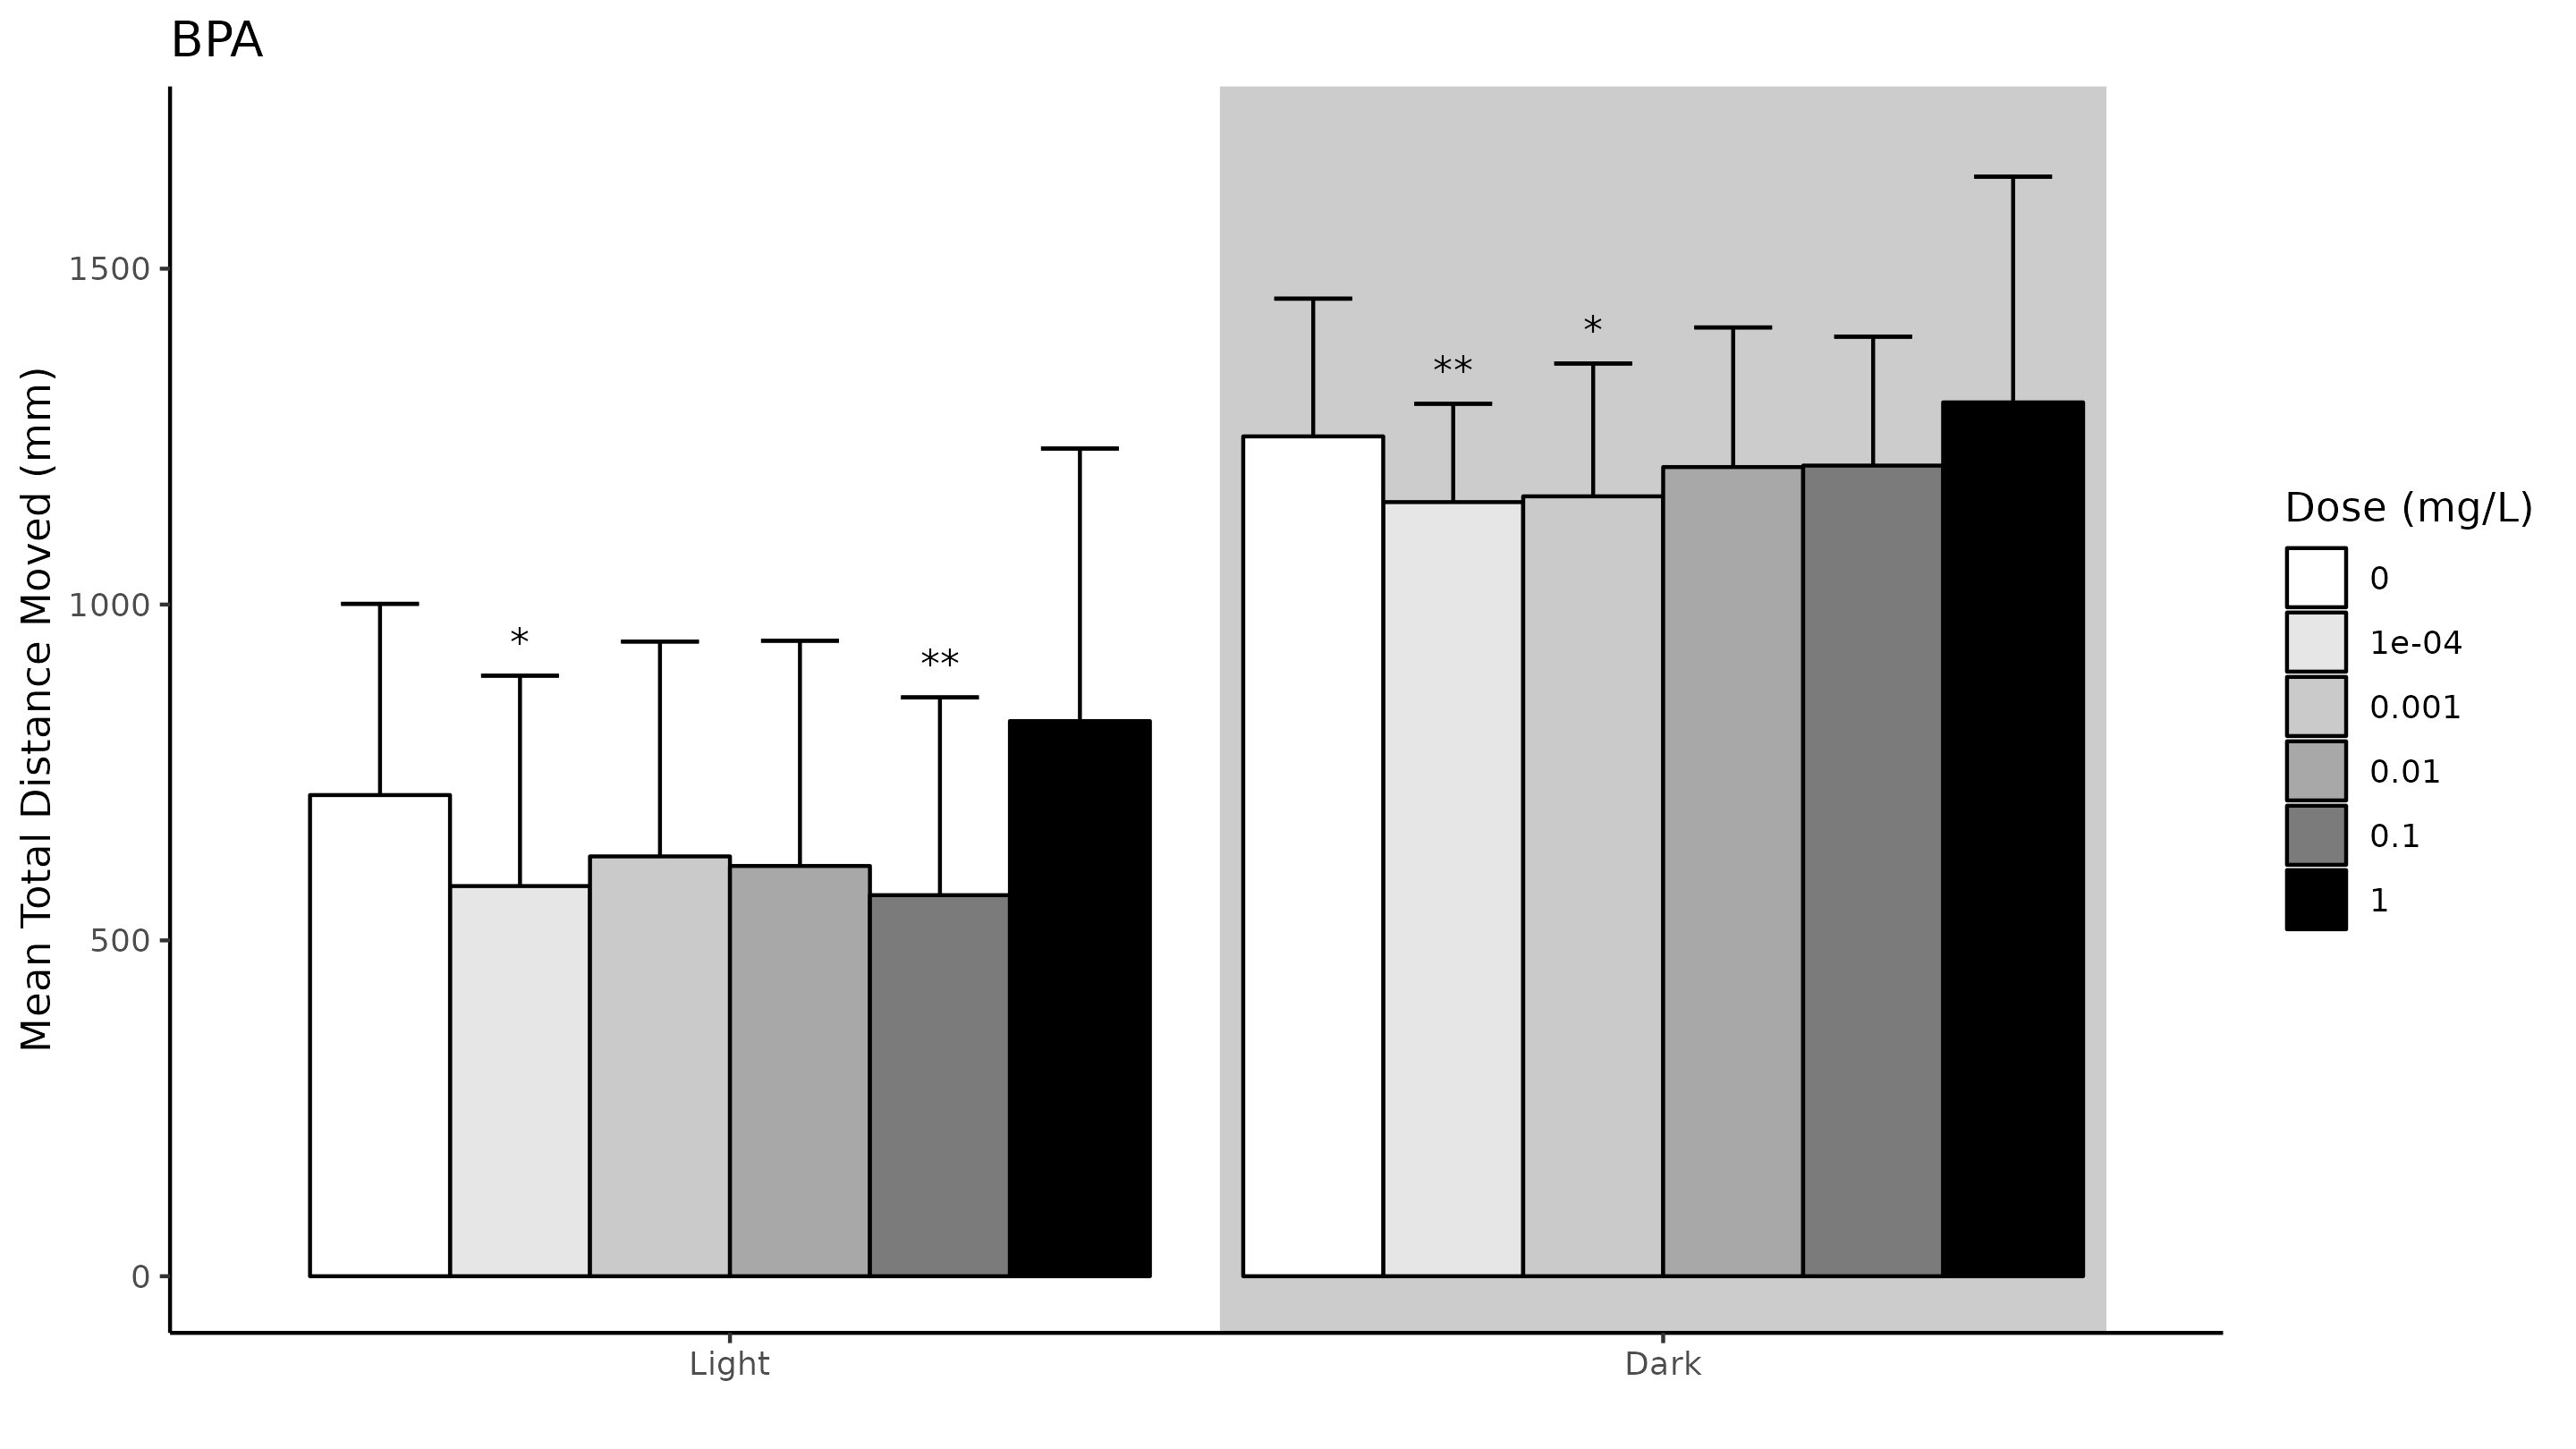 BPA
Mean Total Distance Moved (mm)
1500
1000
500
0
*
**
**
*
Light
Dark
Dose (mg/L)
0
1e-04
0.001
0.01
0.1
1